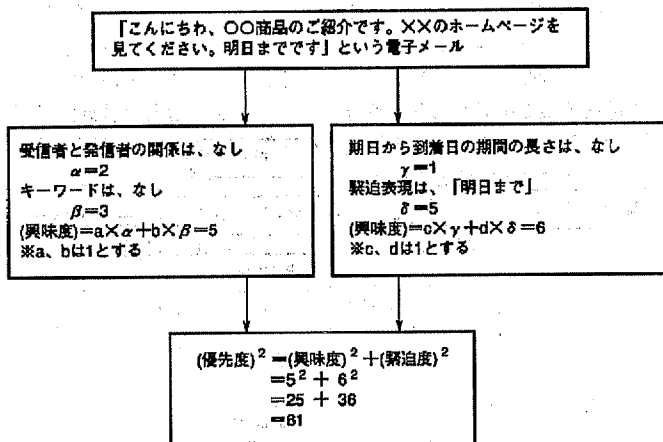 「こんにちわ、〇〇商品のご紹介です。××のホームページを
見てください。明日までです」という電子メール
受信者と発信者の関係は、なし
α=2
キーワードは、なし
β=3
(興味度)=a×α+b×β=5
※a、bは1とする
期日から到着日の期間の長さは、なし
γ=1
緊迫表現は、「明日まで」
δ=5
(興味度)=c×γ+d×δ=6
※c、dは1とする
(優先度)²=(興味度)²+(緊迫度)²
=5²+6²
=25+36
=61